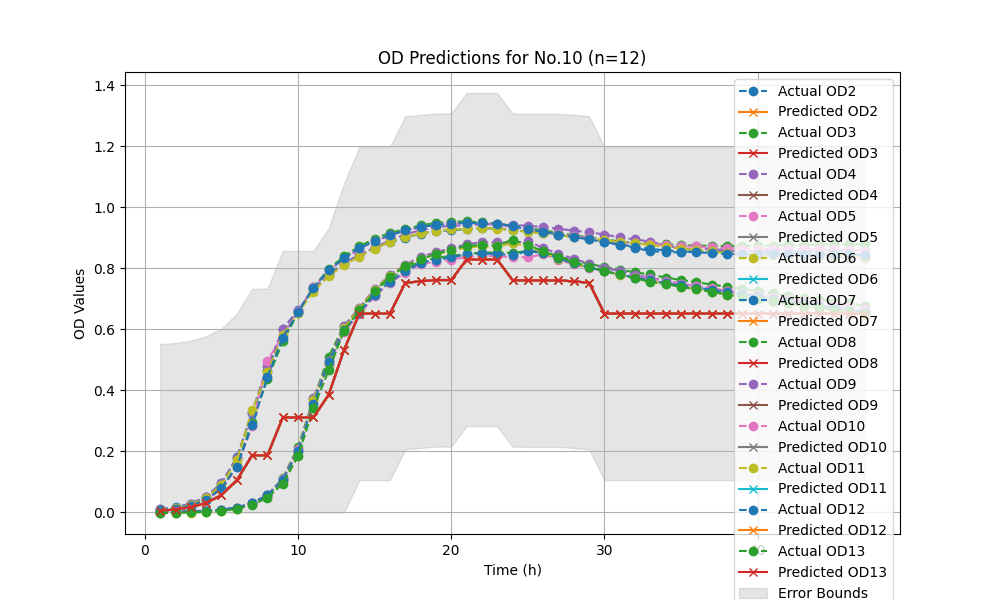 OD Predictions for No.10 (n=12)
OD Values
1.4
1.2
1.0
0.8
0.6
0.4
0.2
0.0
0
10
20
30
Time (h)
Actual OD2
Predicted OD2
Actual OD3
Predicted OD3
Actual OD4
Predicted OD4
Actual OD5
Predicted OD5
Actual OD6
Predicted OD6
Actual OD7
Predicted OD7
Actual OD8
Predicted OD8
Actual OD9
Predicted OD9
Actual OD10
Predicted OD10
Actual OD11
Predicted OD11
Actual OD12
Predicted OD12
Actual OD13
Predicted OD13
Error Bounds